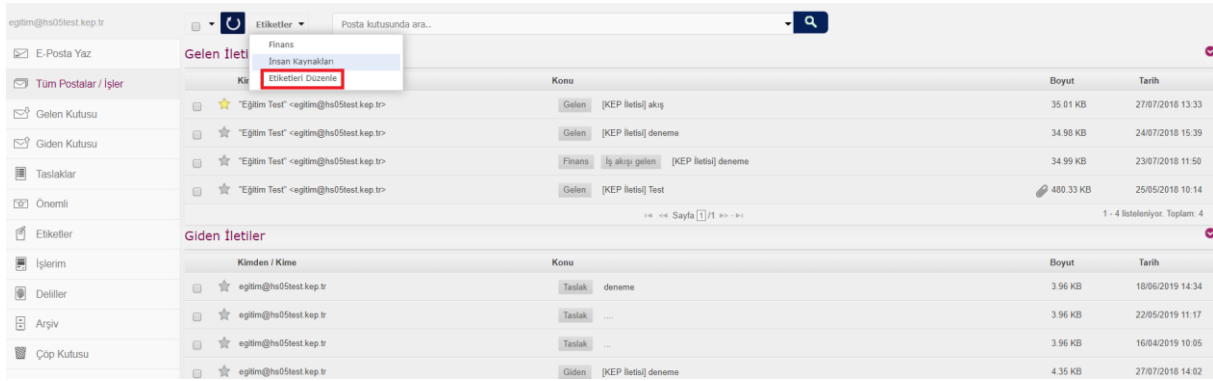 egitim@hs05test.kep.tr
Etiketler
Posta kutusunda ara..
Finans
İnsan Kaynakları
Etiketleri Düzenle
E-Posta Yaz
Tüm Postalar / İşler
Gelen Kutusu
Giden Kutusu
Taslaklar
Önemli
Etiketler
İşlerim
Deliller
Arşiv
Çöp Kutusu
Gelen İleti
Kir Konu Boyut Tarih
"Eğitim Test" <egitim@hs05test.kep.tr> Gelen [KEP İletisi] akış 35.01 KB 27/07/2018 13:33
"Eğitim Test" <egitim@hs05test.kep.tr> Gelen [KEP İletisi] deneme 34.98 KB 24/07/2018 15:39
"Eğitim Test" <egitim@hs05test.kep.tr> Finans İş akışı gelen [KEP İletisi] deneme 34.99 KB 23/07/2018 11:50
"Eğitim Test" <egitim@hs05test.kep.tr> Gelen [KEP İletisi] Test 480.33 KB 25/05/2018 10:14
Sayfa 1 /1 1 - 4 listeleniyor. Toplam: 4
Giden İletiler
Kimden / Kime Konu Boyut Tarih
egitim@hs05test.kep.tr Taslak deneme 3.96 KB 18/06/2019 14:34
egitim@hs05test.kep.tr Taslak .... 3.96 KB 22/05/2019 11:17
egitim@hs05test.kep.tr Taslak ... 3.96 KB 16/04/2019 10:05
egitim@hs05test.kep.tr Giden [KEP İletisi] deneme 4.35 KB 27/07/2018 14:02